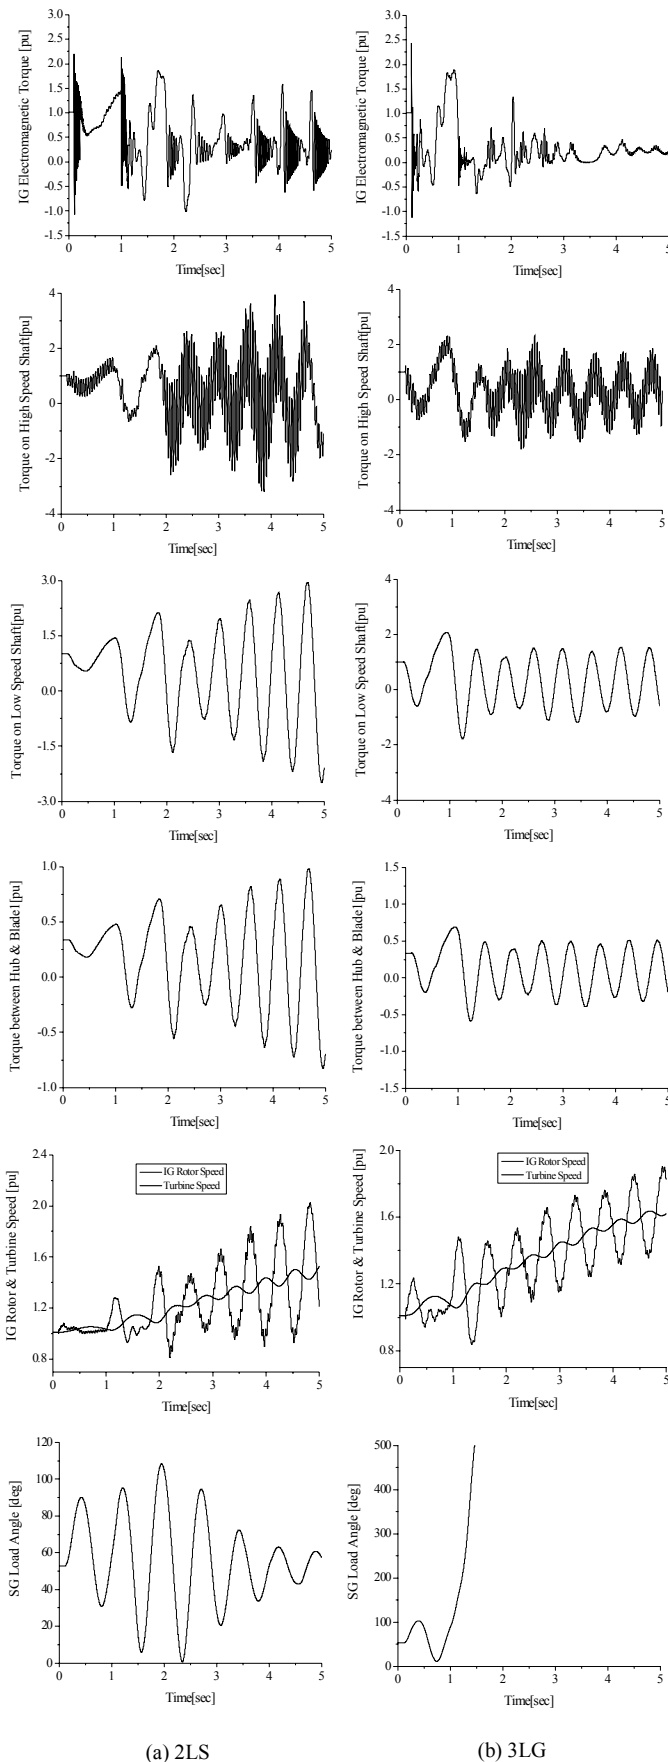 IG Electromagnetic Torque [pu]
3.0
2.5
2.0
1.5
1.0
0.5
0.0
-0.5
-1.0
-1.5
0 1 2 3 4 5
Time[sec]
IG Electromagnetic Torque [pu]
3.0
2.5
2.0
1.5
1.0
0.5
0.0
-0.5
-1.0
-1.5
0 1 2 3 4 5
Time[sec]
Torque on High Speed Shaft[pu]
4
2
0
-2
-4
0 1 2 3 4 5
Time[sec]
Torque on High Speed Shaft[pu]
4
2
0
-2
-4
0 1 2 3 4 5
Time[sec]
Torque on Low Speed Shaft[pu]
3.0
1.5
0.0
-1.5
-3.0
0 1 2 3 4 5
Time[sec]
Torque on Low Speed Shaft[pu]
4
2
0
-2
-4
0 1 2 3 4 5
Time[sec]
Torque between Hub & Blade1[pu]
1.0
0.5
0.0
-0.5
-1.0
0 1 2 3 4 5
Time[sec]
Torque between Hub & Blade1[pu]
1.5
1.0
0.5
0.0
-0.5
-1.0
-1.5
0 1 2 3 4 5
Time[sec]
IG Rotor & Turbine Speed [pu]
2.4
2.0
1.6
1.2
0.8
IG Rotor Speed
Turbine Speed
0 1 2 3 4 5
Time[sec]
IG Rotor & Turbine Speed [pu]
2.0
1.6
1.2
0.8
IG Rotor Speed
Turbine Speed
0 1 2 3 4 5
Time[sec]
SG Load Angle [deg]
120
100
80
60
40
20
0
0 1 2 3 4 5
Time[sec]
SG Load Angle [deg]
500
400
300
200
100
0
0 1 2 3 4 5
Time[sec]
(a) 2LS
(b) 3LG